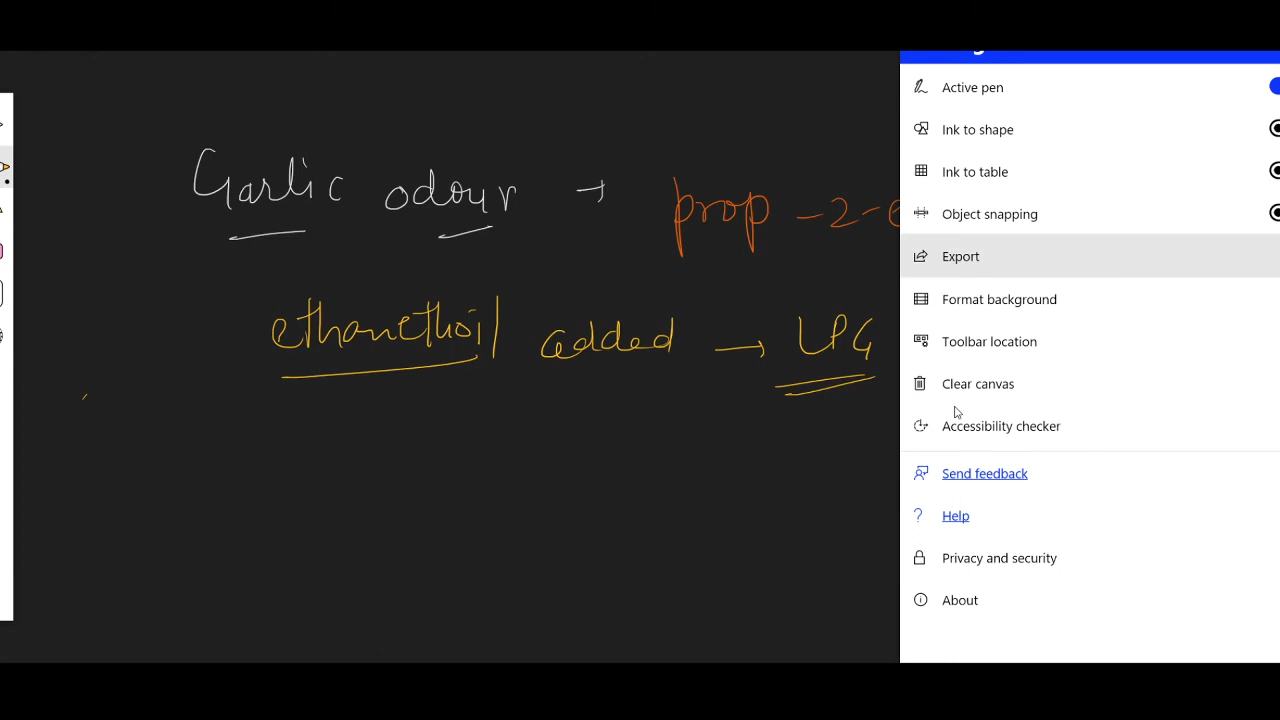 Garlic odour → prop-2-e
ethanethoil added → LPG
Active pen
Ink to shape
Ink to table
Object snapping
Export
Format background
Toolbar location
Clear canvas
Accessibility checker
Send feedback
Help
Privacy and security
About